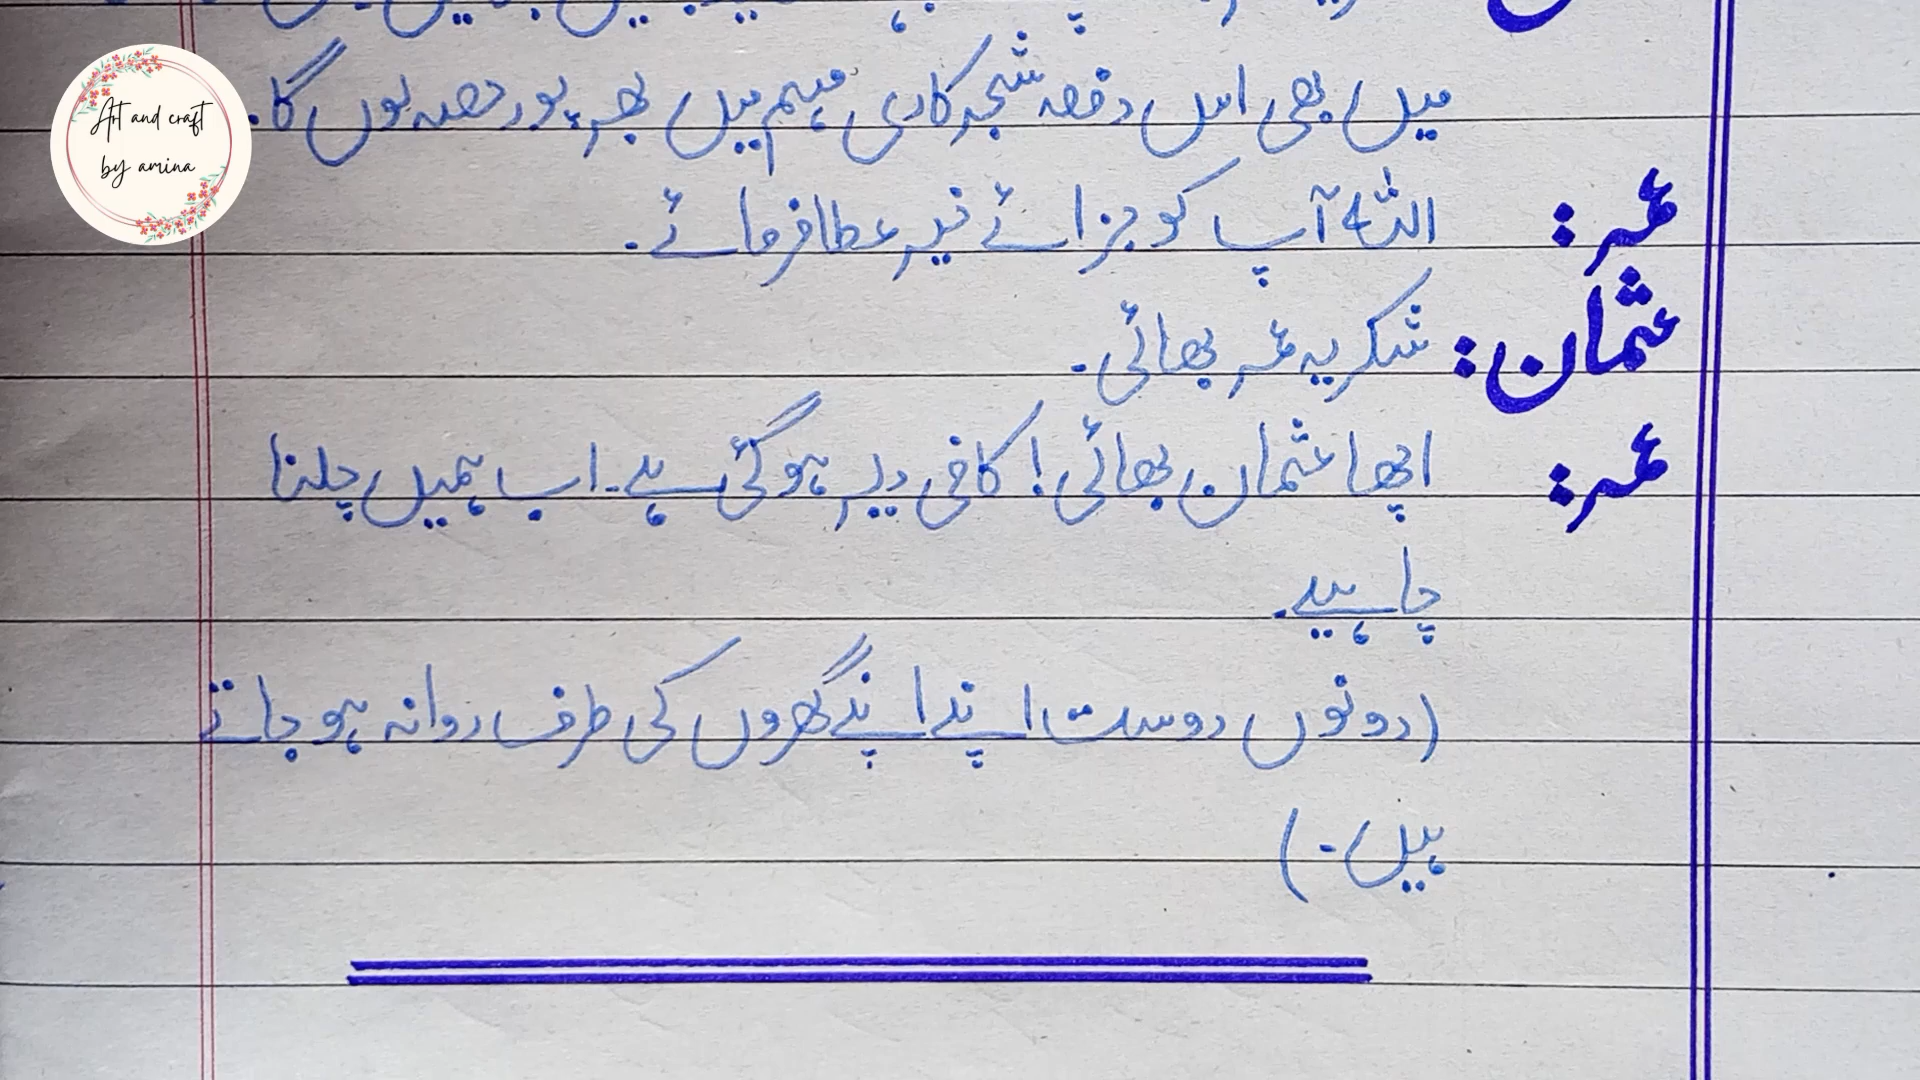 میں بھی اس دفعہ شجرکاری مہم میں بھرپور حصہ لوں گا۔
عمر: اللہ آپ کو جزائے خیر عطا فرمائے۔
عثمان: شکریہ عمر بھائی۔
عمر: اچھا عثمان بھائی! کافی دیر ہوگئی ہے۔ اب ہمیں چلنا
چاہیے۔
(دونوں دوست اپنے اپنے گھروں کی طرف روانہ ہو جاتے
ہیں۔)
Art and craft
by amina